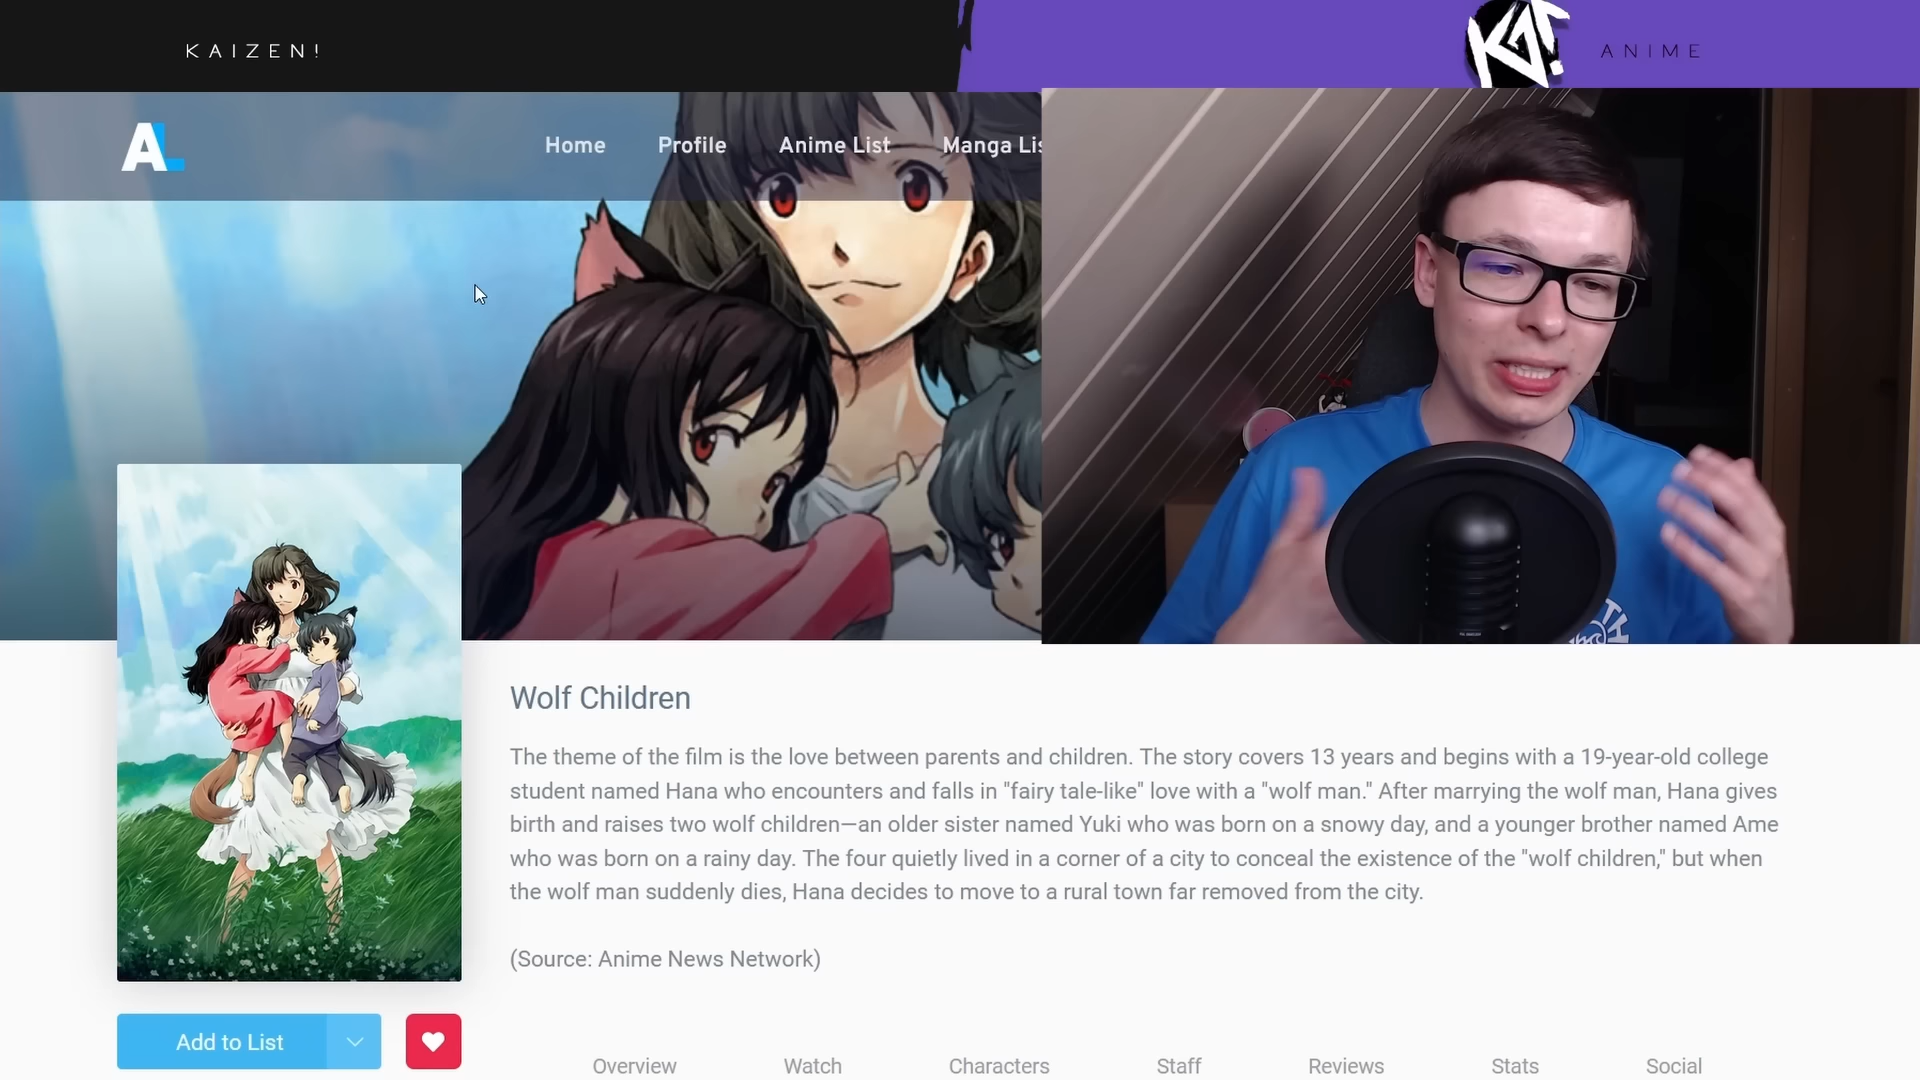 KAIZEN!
KA!
ANIME
AL
Home Profile Anime List Manga Lis
Wolf Children
The theme of the film is the love between parents and children. The story covers 13 years and begins with a 19-year-old college
student named Hana who encounters and falls in "fairy tale-like" love with a "wolf man." After marrying the wolf man, Hana gives
birth and raises two wolf children—an older sister named Yuki who was born on a snowy day, and a younger brother named Ame
who was born on a rainy day. The four quietly lived in a corner of a city to conceal the existence of the "wolf children," but when
the wolf man suddenly dies, Hana decides to move to a rural town far removed from the city.
(Source: Anime News Network)
Add to List
Overview Watch Characters Staff Reviews Stats Social